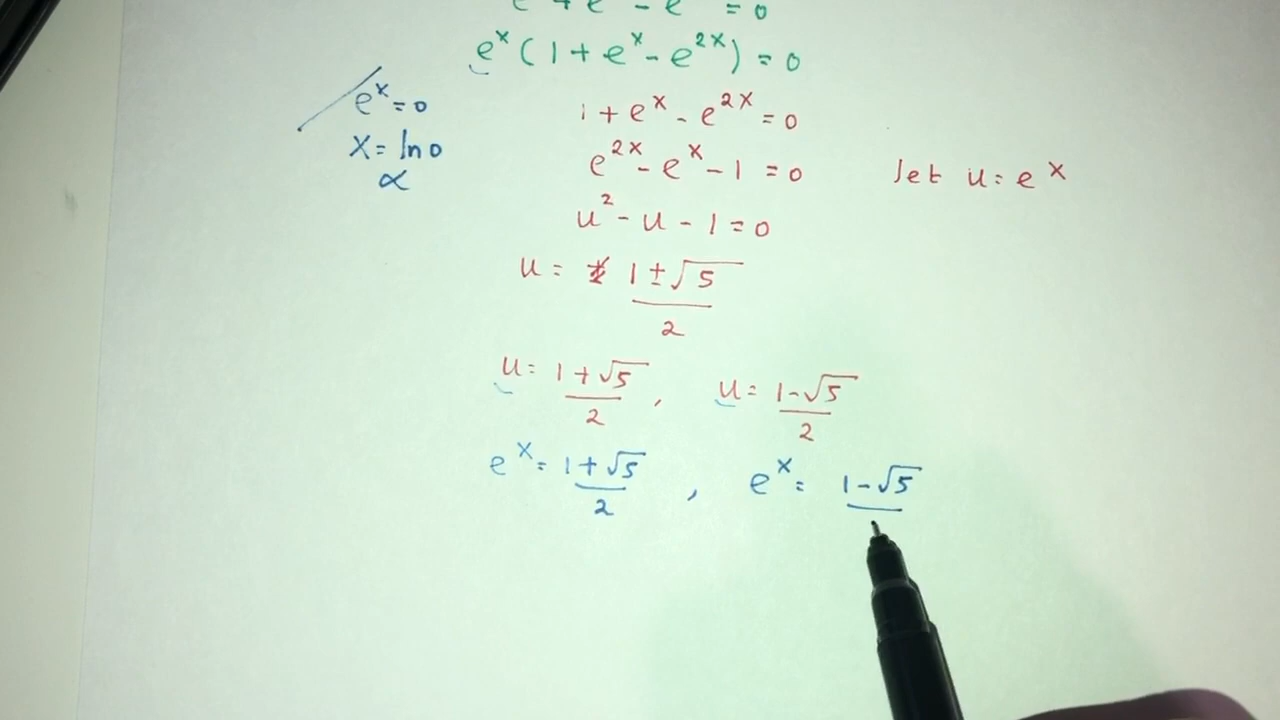 = 0
e^x (1 + e^x - e^2x) = 0
e^x = 0
1 + e^x - e^2x = 0
x = ln 0
e^2x - e^x - 1 = 0
let u = e^x
∝
u^2 - u - 1 = 0
u = 1 ± √5 / 2
u = 1 + √5 / 2 , u = 1 - √5 / 2
e^x = 1 + √5 / 2 , e^x = 1 - √5